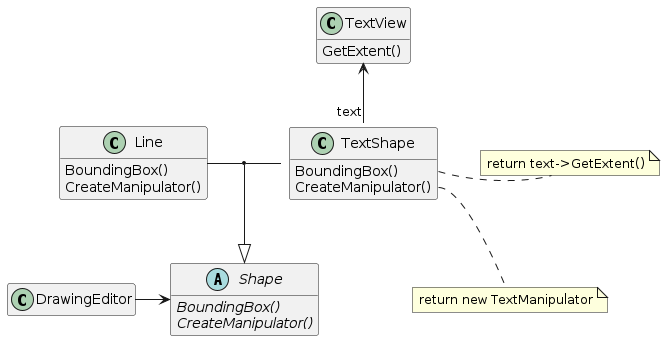 C TextView
GetExtent()
text
C Line
BoundingBox()
CreateManipulator()
C TextShape
BoundingBox()
CreateManipulator()
return text->GetExtent()
C DrawingEditor
A Shape
BoundingBox()
CreateManipulator()
return new TextManipulator